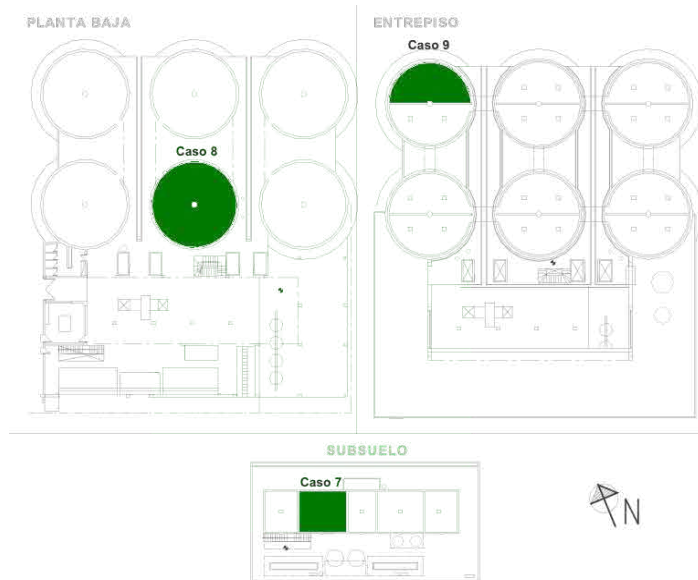 PLANTA BAJA
ENTREPISO
Caso 9
Caso 8
SUBSUELO
Caso 7
N